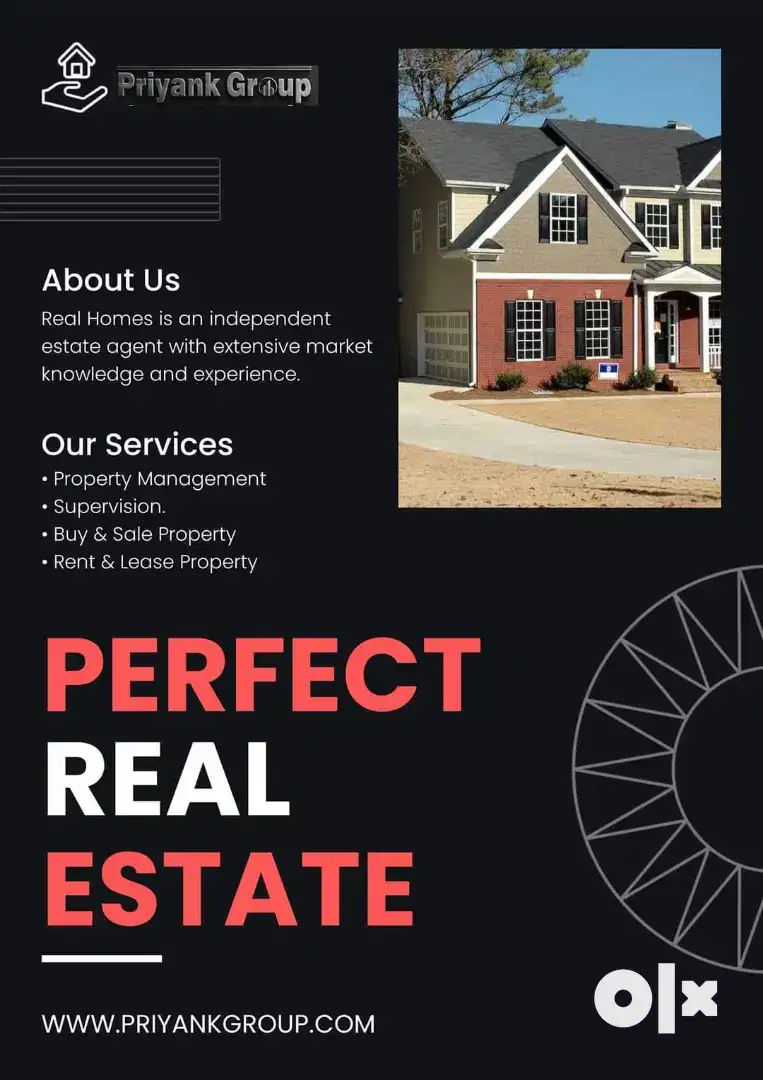 Priyank Group
About Us
Real Homes is an independent
estate agent with extensive market
knowledge and experience.
Our Services
• Property Management
• Supervision.
• Buy & Sale Property
• Rent & Lease Property
PERFECT
REAL
ESTATE
WWW.PRIYANKGROUP.COM
olx